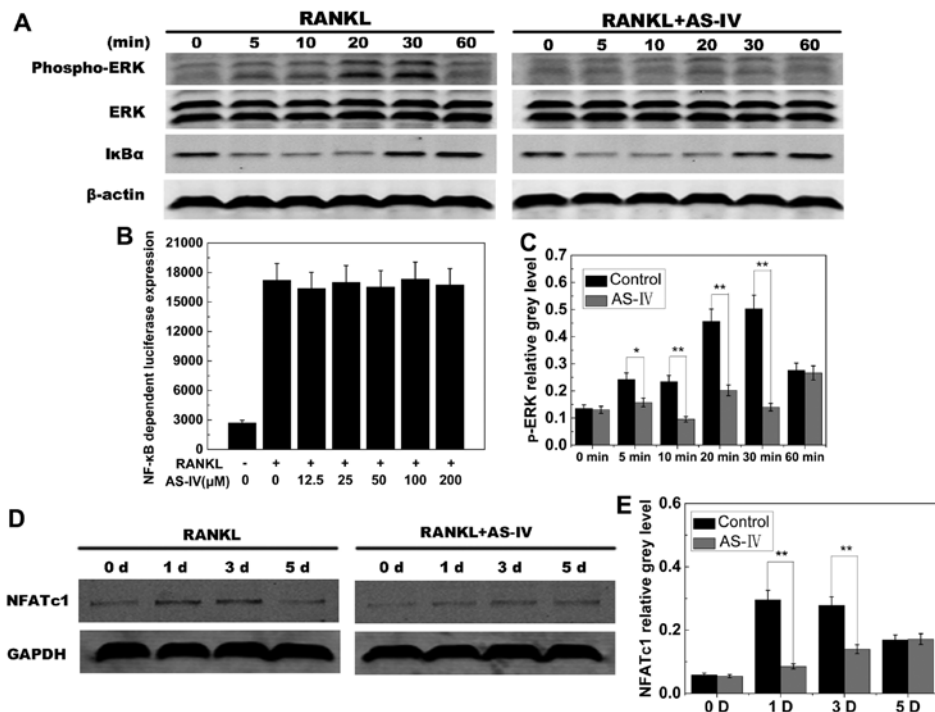 A
RANKL
RANKL+AS-IV
(min) 0 5 10 20 30 60 0 5 10 20 30 60
Phospho-ERK
ERK
IκBα
β-actin
B
NF-κB dependent luciferase expression
21000
18000
15000
12000
9000
6000
3000
0
RANKL - + + + + + +
AS-IV(μM) 0 0 12.5 25 50 100 200
C
P-ERK relative grey level
0.7
0.6
0.5
0.4
0.3
0.2
0.1
0.0
Control
AS-IV
* ** ** **
0 min 5 min 10 min 20 min 30 min 60 min
D
RANKL
RANKL+AS-IV
0 d 1 d 3 d 5 d 0 d 1 d 3 d 5 d
NFATc1
GAPDH
E
NFATc1 relative grey level
0.6
0.4
0.2
0.0
Control
AS-IV
** **
0 D 1 D 3 D 5 D